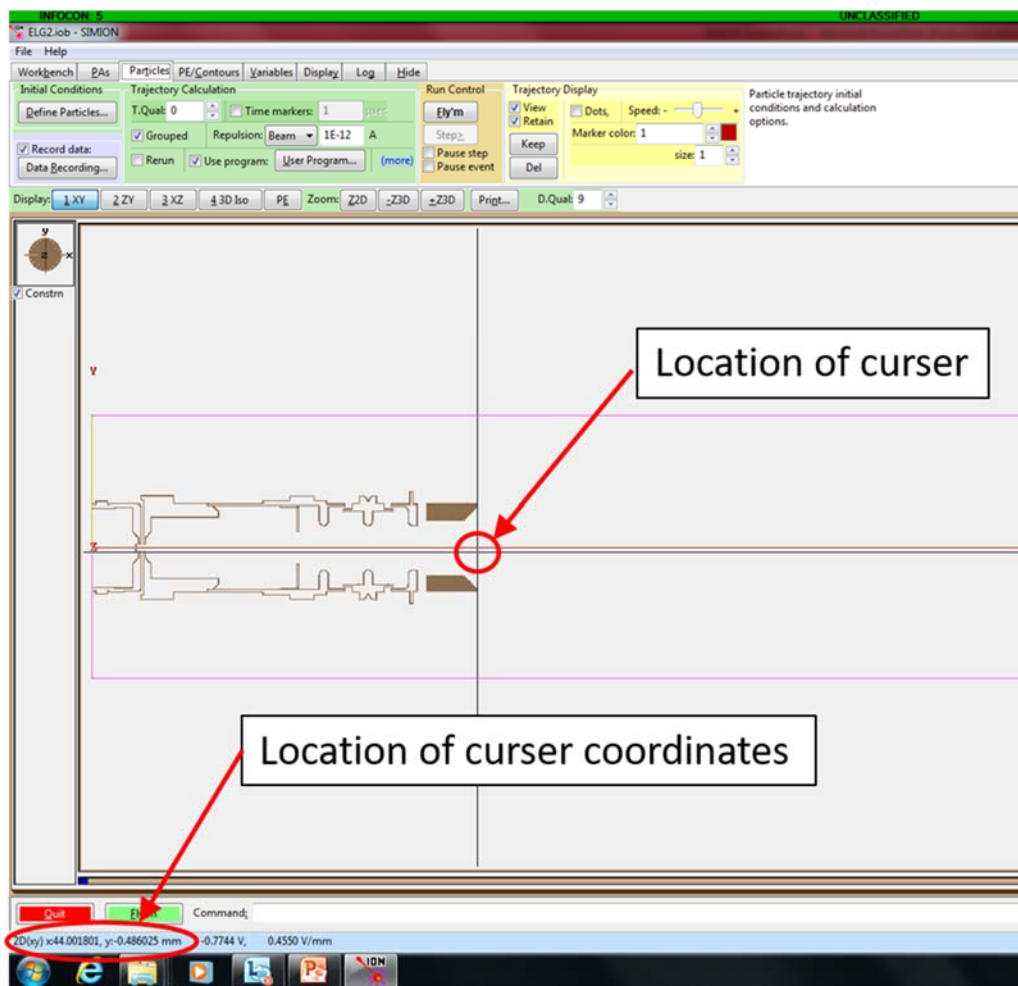 INFOCON: 5 UNCLASSIFIED
ELG2.iob - SIMION
File Help
Workbench PAs Particles PE/Contours Variables Display Log Hide
Initial Conditions Trajectory Calculation Run Control Trajectory Display
Define Particles... T.Qual: 0 Time markers: 1 Fly'm View Dots, Speed: - + Particle trajectory initial
conditions and calculation
options.
Retain
Grouped Repulsion: Beam 1E-12 A Step> Keep Marker color: 1
Record data: Pause step size: 1
Data Recording... Rerun Use program: User Program... (more) Pause event Del
Display: 1 XY 2 ZY 3 XZ 4 3D Iso PE Zoom: Z2D -Z3D +Z3D Print... D.Qual: 9
y
z x
Constrn
Y
Location of curser
Z
Location of curser coordinates
Quit Command:
2D(xy) x:44.001801, y:-0.486025 mm -0.7744 V, 0.4550 V/mm
ION